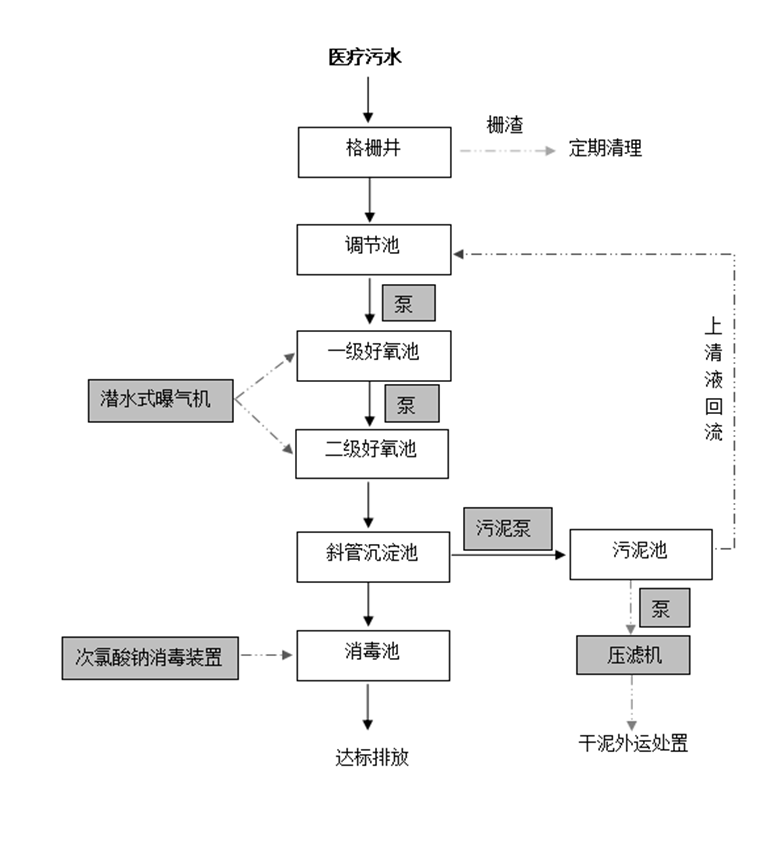 医疗污水
格栅井
栅渣
定期清理
调节池
泵
一级好氧池
潜水式曝气机
泵
二级好氧池
上清液回流
斜管沉淀池
污泥泵
污泥池
泵
次氯酸钠消毒装置
消毒池
压滤机
达标排放
干泥外运处置